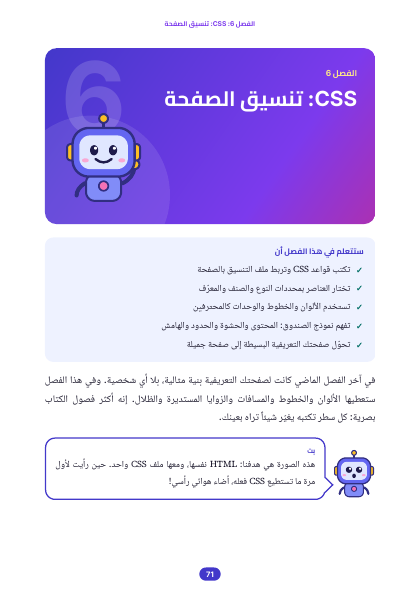 الفصل 6: CSS: تنسيق الصفحة
6
الفصل 6
CSS: تنسيق الصفحة
ستتعلم في هذا الفصل أن
✓ تكتب قواعد CSS وتربط ملف التنسيق بالصفحة
✓ تختار العناصر بمحددات النوع والصنف والمعرّف
✓ تستخدم الألوان والخطوط والوحدات كالمحترفين
✓ تفهم نموذج الصندوق: المحتوى والحشوة والحدود والهامش
✓ تحوّل صفحتك التعريفية البسيطة إلى صفحة جميلة
في آخر الفصل الماضي كانت لصفحتك التعريفية بنية مثالية، بلا أي شخصية. وفي هذا الفصل
ستعطيها الألوان والخطوط والمسافات والزوايا المستديرة والظلال. إنه أكثر فصول الكتاب
بصرية: كل سطر تكتبه يغيّر شيئاً تراه بعينك.
بت
هذه الصورة هي هدفنا: HTML نفسها، ومعها ملف CSS واحد. حين رأيت لأول
مرة ما تستطيع CSS فعله، أضاء هوائي رأسي!
71